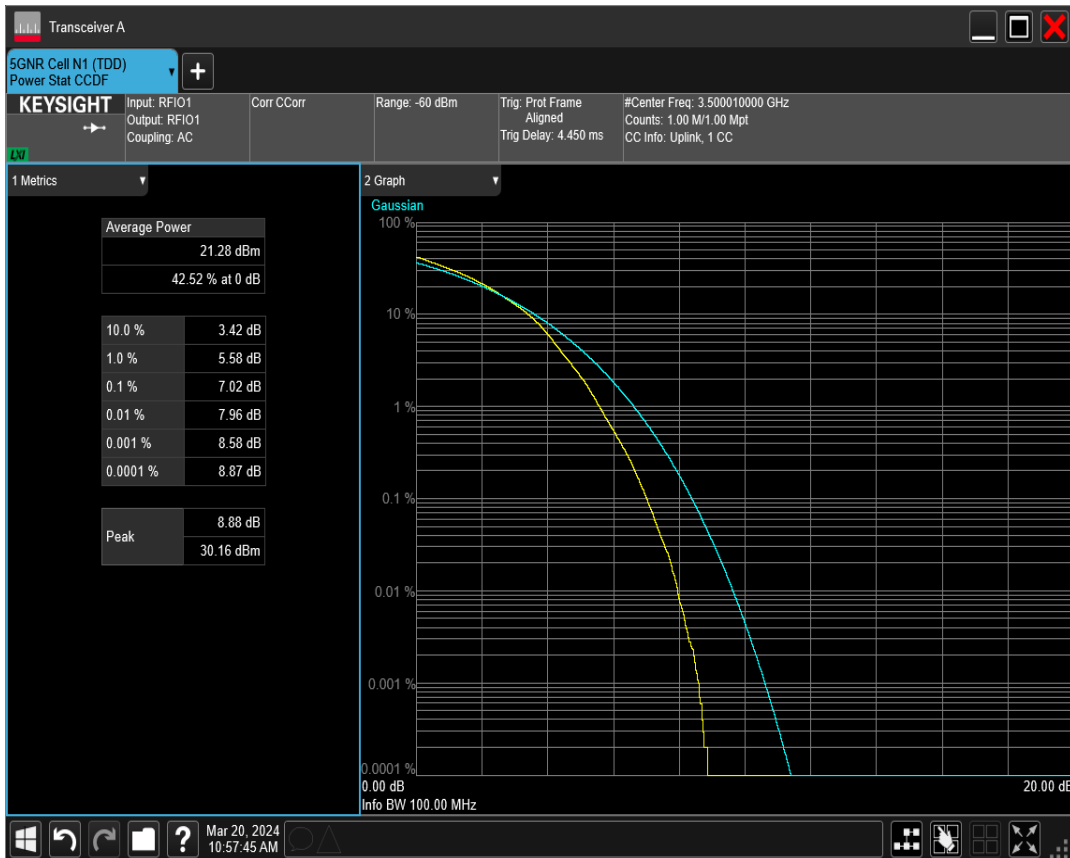 Transceiver A
5GNR Cell N1 (TDD)
Power Stat CCDF
+
KEYSIGHT
LXI
Input: RFIO1
Output: RFIO1
Coupling: AC
Corr CCorr
Range: -60 dBm
Trig: Prot Frame
Aligned
Trig Delay: 4.450 ms
#Center Freq: 3.500010000 GHz
Counts: 1.00 M/1.00 Mpt
CC Info: Uplink, 1 CC
1 Metrics
Average Power
21.28 dBm
42.52 % at 0 dB
10.0 % 3.42 dB
1.0 % 5.58 dB
0.1 % 7.02 dB
0.01 % 7.96 dB
0.001 % 8.58 dB
0.0001 % 8.87 dB
Peak
8.88 dB
30.16 dBm
2 Graph
Gaussian
100 %
10 %
1 %
0.1 %
0.01 %
0.001 %
0.0001 %
0.00 dB
20.00 dB
Info BW 100.00 MHz
?
Mar 20, 2024
10:57:45 AM